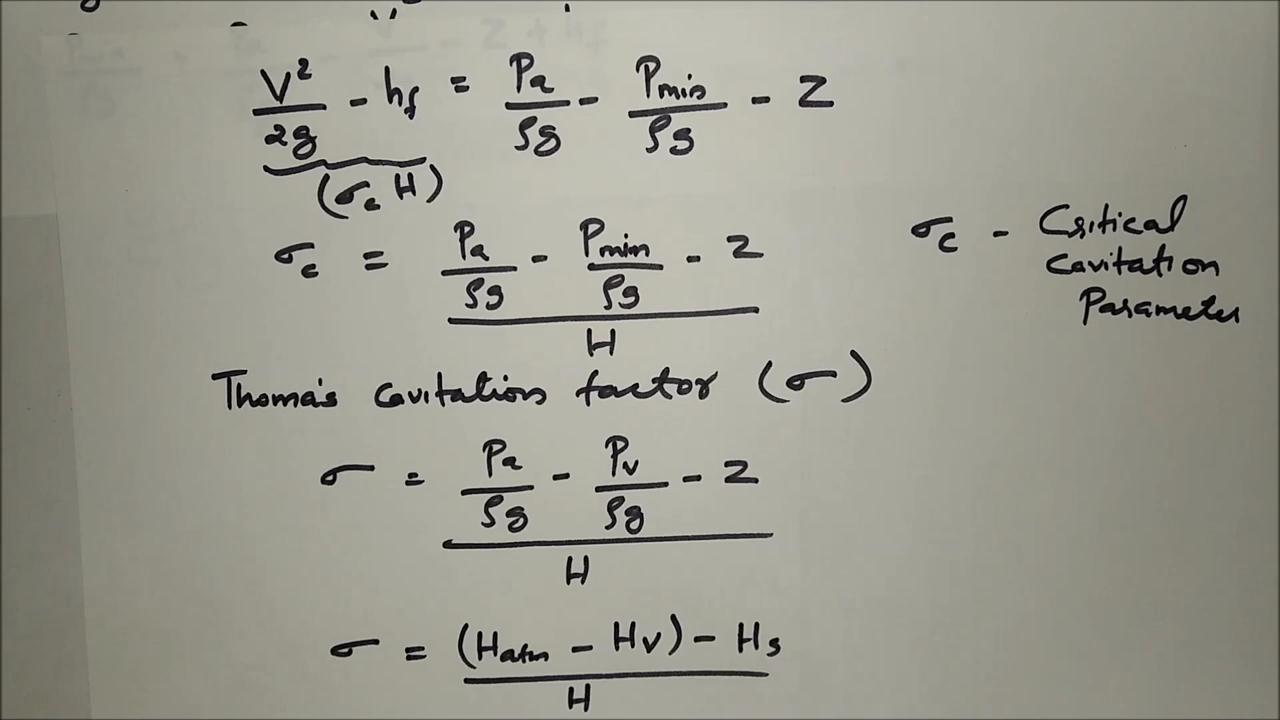 V²/2g - hf = Pa/ρg - Pmin/ρg - Z
(σc H)
σc = (Pa/ρg - Pmin/ρg - Z)/H
σc - Critical
Cavitation
Parameter
Thoma's Cavitation factor (σ)
σ = (Pa/ρg - Pv/ρg - Z)/H
σ = ((Hatm - Hv) - Hs)/H